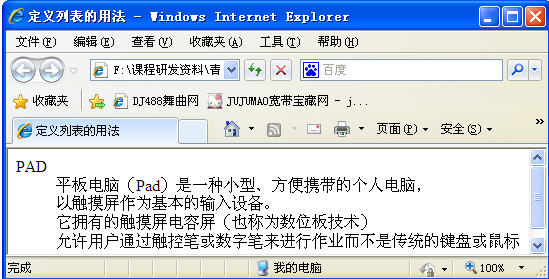 定义列表的用法 - Windows Internet Explorer
文件(F) 编辑(E) 查看(V) 收藏夹(A) 工具(T) 帮助(H)
F:\课程研发资料\青 百度
收藏夹 DJ488舞曲网 JUJUMAO宽带宝藏网 - j...
定义列表的用法 页面(P) 安全(S) »
PAD
平板电脑（Pad）是一种小型、方便携带的个人电脑，
以触摸屏作为基本的输入设备。
它拥有的触摸屏电容屏（也称为数位板技术）
允许用户通过触控笔或数字笔来进行作业而不是传统的键盘或鼠标
完成 我的电脑 100%